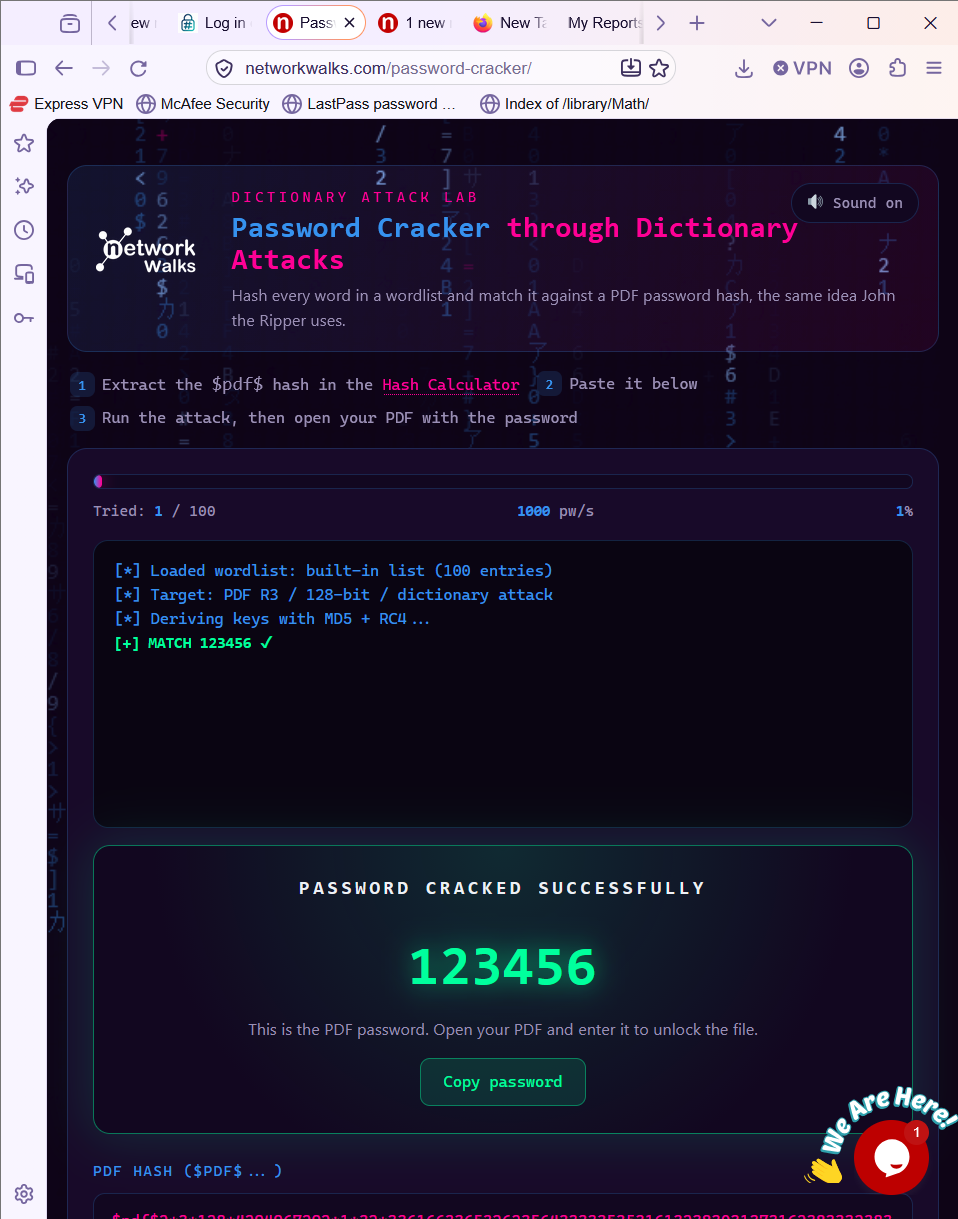 ew
Log in
Pass
1 new
New Ta
My Reports
networkwalks.com/password-cracker/
VPN
Express VPN
McAfee Security
LastPass password ...
Index of /library/Math/
DICTIONARY ATTACK LAB
Sound on
Password Cracker through Dictionary
Attacks
network
Walks
Hash every word in a wordlist and match it against a PDF password hash, the same idea John
the Ripper uses.
1 Extract the $pdf$ hash in the Hash Calculator 2 Paste it below
3 Run the attack, then open your PDF with the password
Tried: 1 / 100 1000 pw/s 1%
[*] Loaded wordlist: built-in list (100 entries)
[*] Target: PDF R3 / 128-bit / dictionary attack
[*] Deriving keys with MD5 + RC4...
[+] MATCH 123456 ✓
PASSWORD CRACKED SUCCESSFULLY
123456
This is the PDF password. Open your PDF and enter it to unlock the file.
Copy password
We Are Here!
1
PDF HASH ($PDF$...)